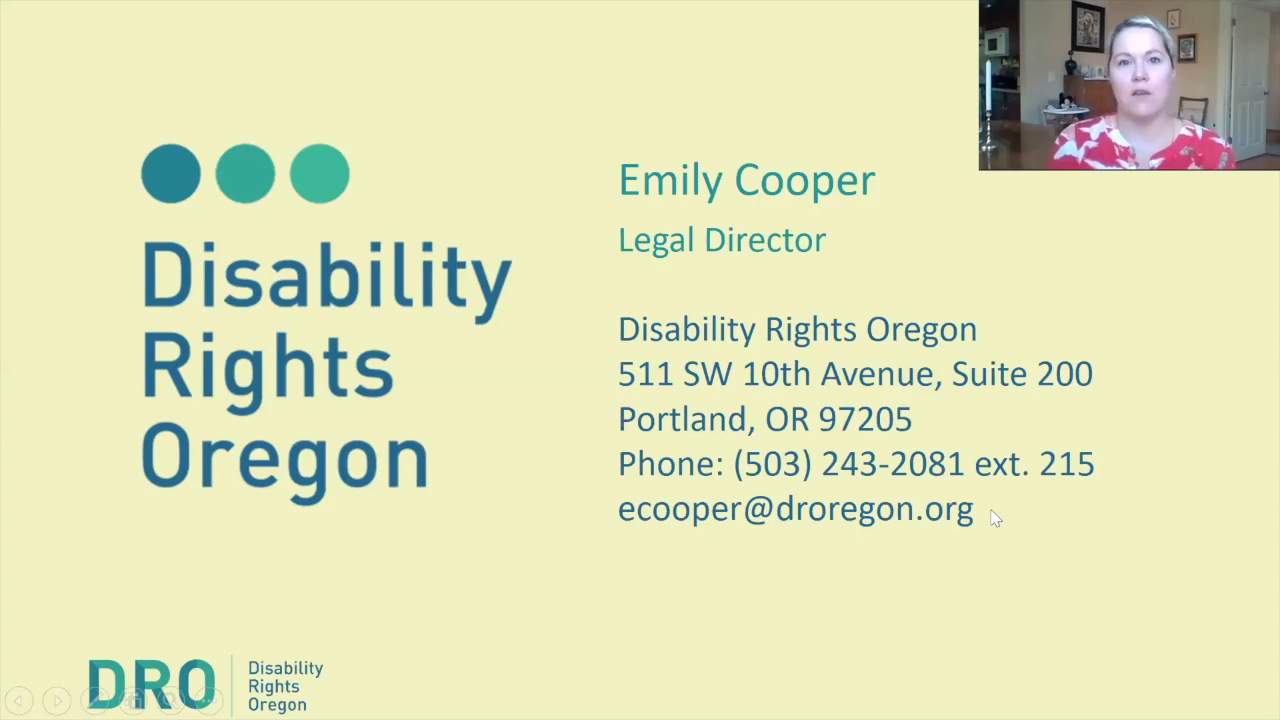 Disability
Rights
Oregon
Emily Cooper
Legal Director
Disability Rights Oregon
511 SW 10th Avenue, Suite 200
Portland, OR 97205
Phone: (503) 243-2081 ext. 215
ecooper@droregon.org
DRO
Disability
Rights
Oregon